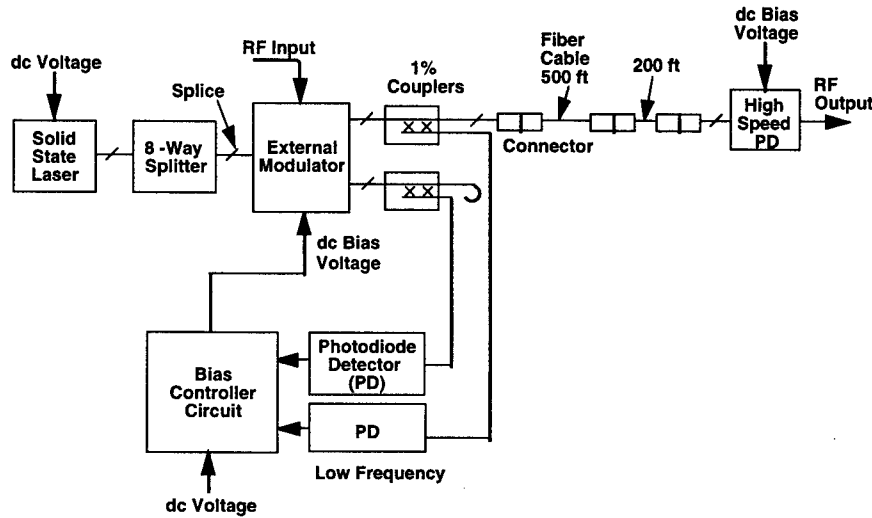 dc Voltage
Solid
State
Laser
Splice
8 -Way
Splitter
RF Input
External
Modulator
1%
Couplers
Fiber
Cable
500 ft
200 ft
Connector
dc Bias
Voltage
High
Speed
PD
RF
Output
dc Bias
Voltage
Bias
Controller
Circuit
Photodiode
Detector
(PD)
PD
Low Frequency
dc Voltage